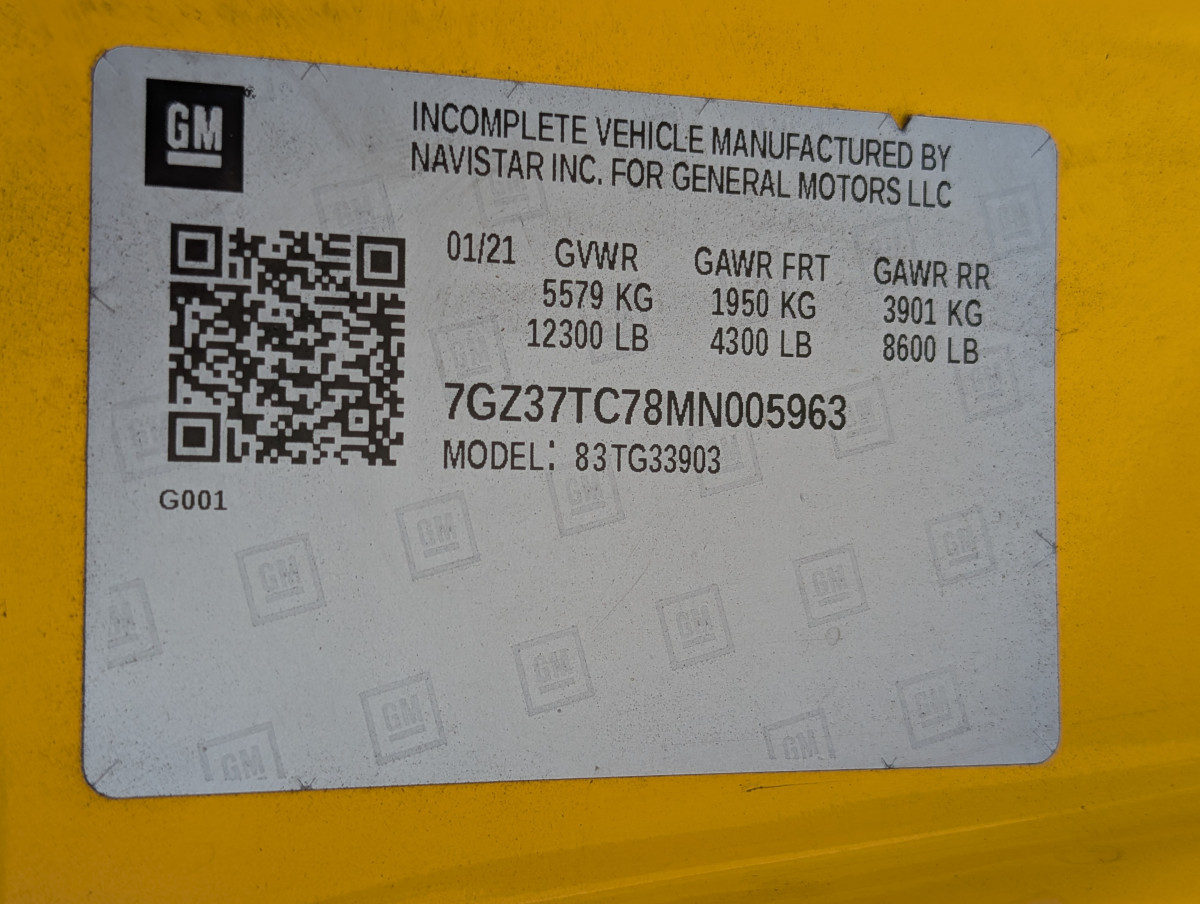 GM
INCOMPLETE VEHICLE MANUFACTURED BY
NAVISTAR INC. FOR GENERAL MOTORS LLC
01/21 GVWR GAWR FRT GAWR RR
5579 KG 1950 KG 3901 KG
12300 LB 4300 LB 8600 LB
7GZ37TC78MN005963
MODEL: 83TG33903
G001